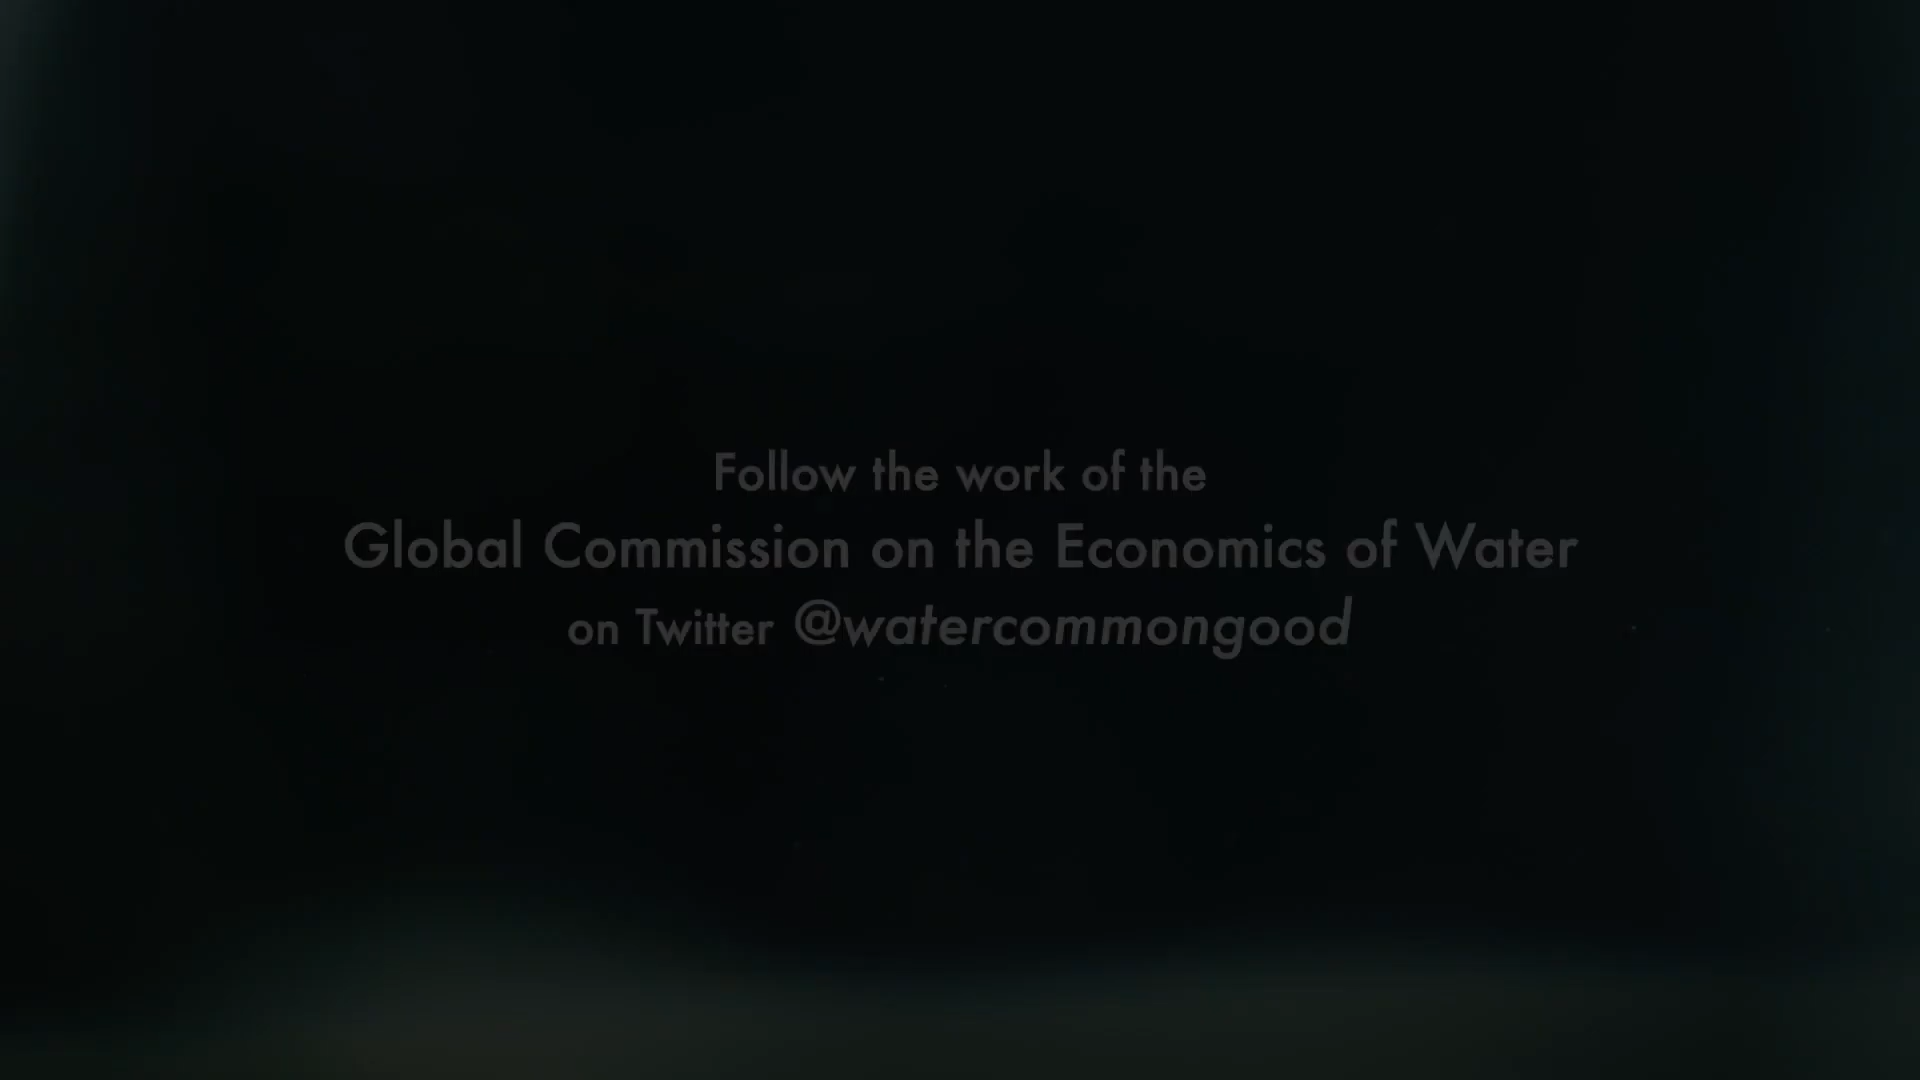 Follow the work of the
Global Commission on the Economics of Water
on Twitter @watercommongood